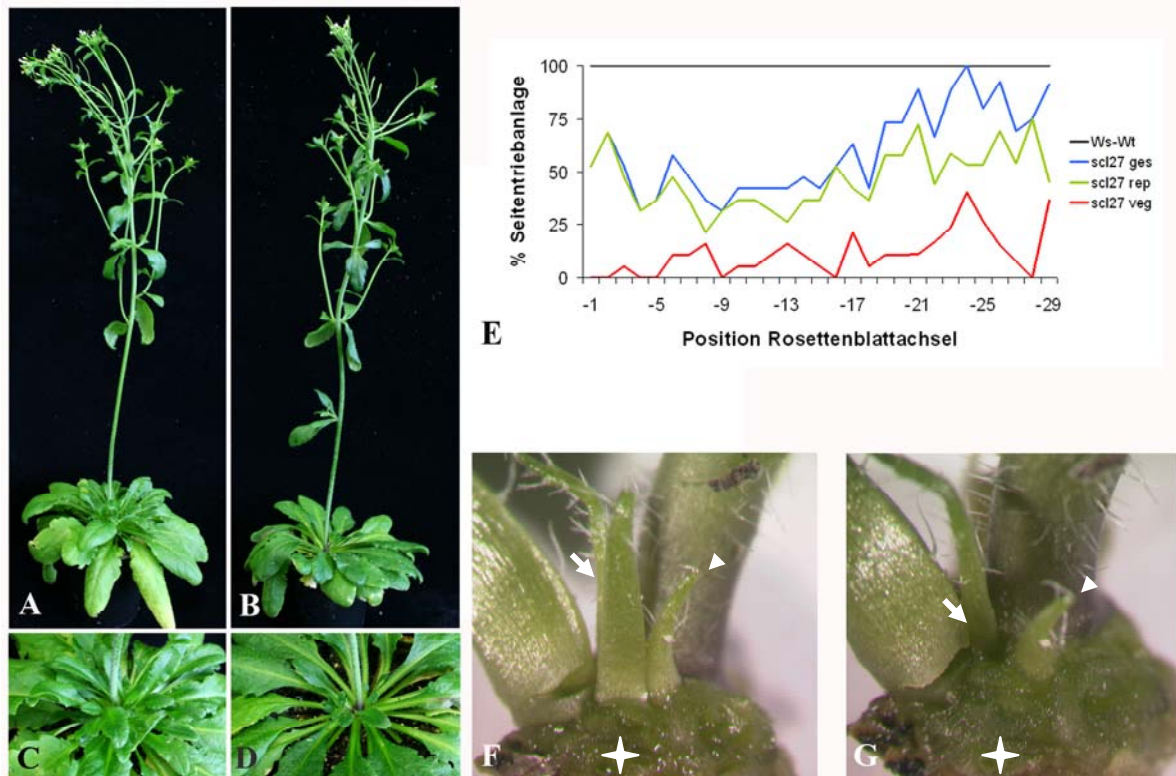 A
B
C
D
100
75
50
25
0
% Seitentriebanlage
-1
-5
-9
-13
-17
-21
-25
-29
Position Rosettenblattachsel
Ws-Wt
scl27 ges
scl27 rep
scl27 veg
E
F
G